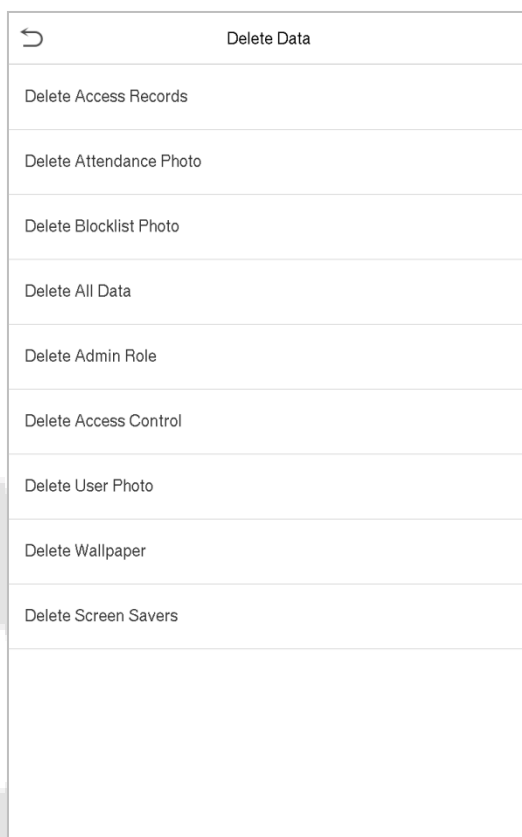 Delete Data
Delete Access Records
Delete Attendance Photo
Delete Blocklist Photo
Delete All Data
Delete Admin Role
Delete Access Control
Delete User Photo
Delete Wallpaper
Delete Screen Savers